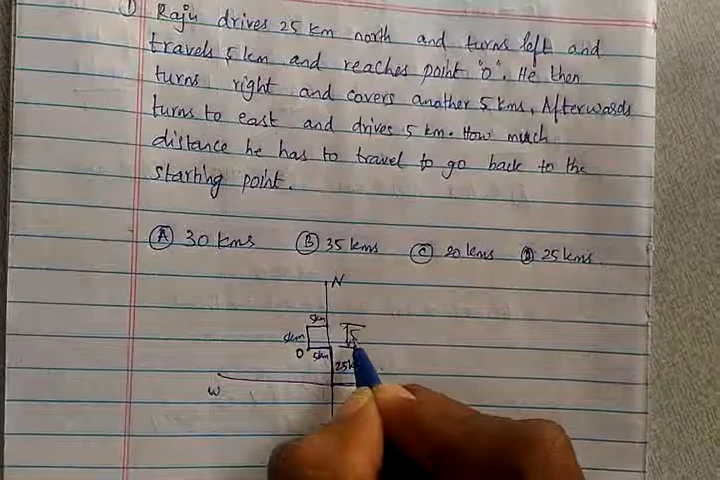 1) Raju drives 25 km north and turns left and
travels 5 km and reaches point "O". He then
turns right and covers another 5 kms, Afterwards
turns to east and drives 5 km. How much
distance he has to travel to go back to the
starting point.
A 30 kms B 35 kms C 20 kms D 25 kms
N
5km
5km 5
O 5km
25k
W